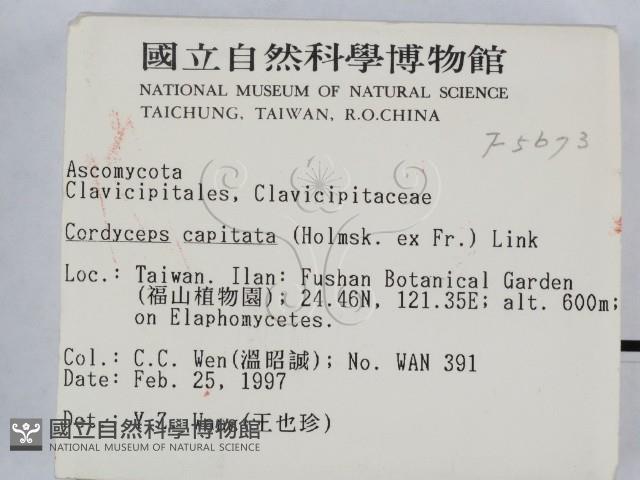 國立自然科學博物館
NATIONAL MUSEUM OF NATURAL SCIENCE
TAICHUNG, TAIWAN, R.O.CHINA
F5673
Ascomycota
Clavicipitales, Clavicipitaceae
Cordyceps capitata (Holmsk. ex Fr.) Link
Loc.: Taiwan. Ilan: Fushan Botanical Garden
(福山植物園); 24.46N, 121.35E; alt. 600m;
on Elaphomycetes.
Col.: C.C. Wen(溫昭誠); No. WAN 391
Date: Feb. 25, 1997
Det.: Y.Z. (王也珍)
國立自然科學博物館
NATIONAL MUSEUM OF NATURAL SCIENCE